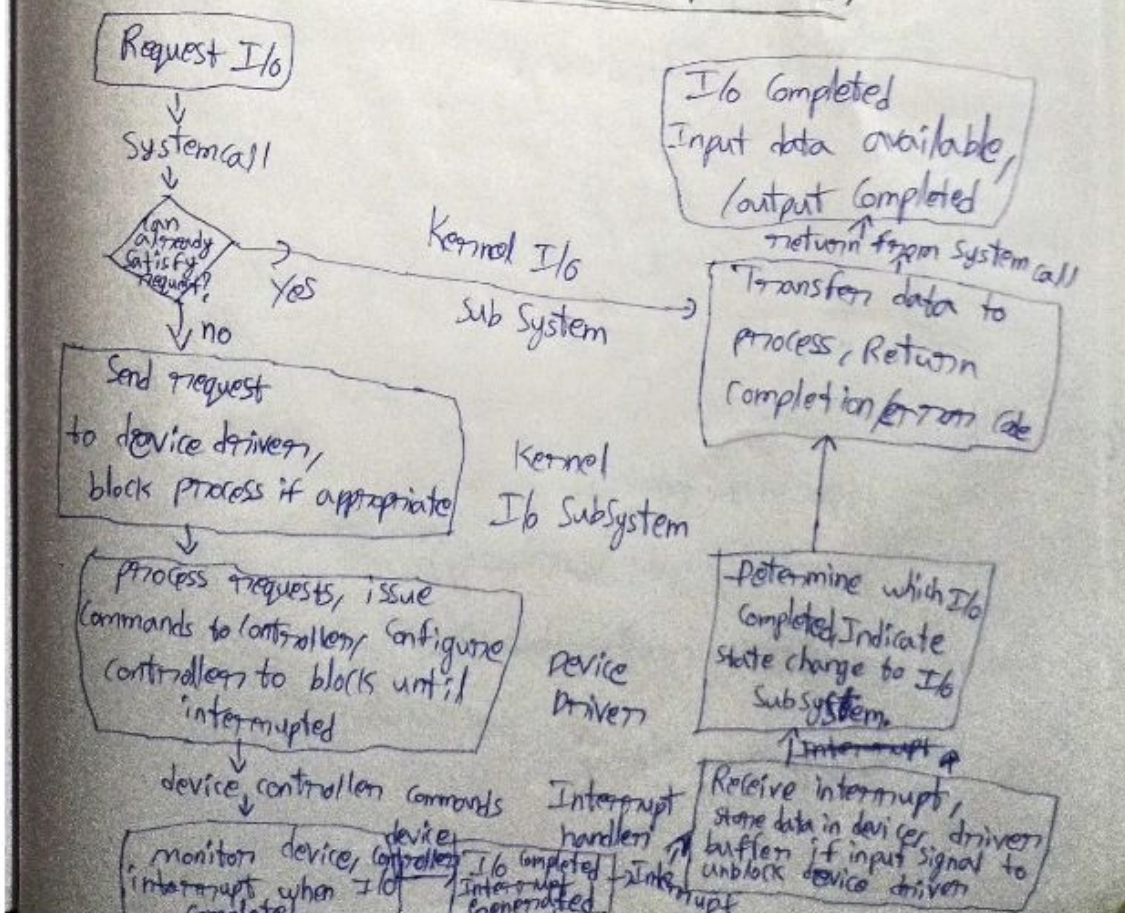 Request I/o
Systemcall
can
already
satisfy
request?
Yes
no
Kernel I/o
Sub System
I/o Completed
Input data available,
/output Completed
return from System call
Transfer data to
process, Return
Completion/error Code
Send request
to device driver,
block process if appropriate
Kernel
I/o Subsystem
process requests, issue
Commands to Controller, Configure
controller to block until
interrupted
Device
Driver
Determine which I/o
Completed, Indicate
state change to I/o
Subsystem.
Interrupt
device controller commands
Interrupt
handler
Receive interrupt,
store data in device driver
buffer if input signal to
unblock device driver
monitor device,
interrupt when I/o
Complete
device
Controller
I/o Completed
Interrupt
Generated
Interrupt